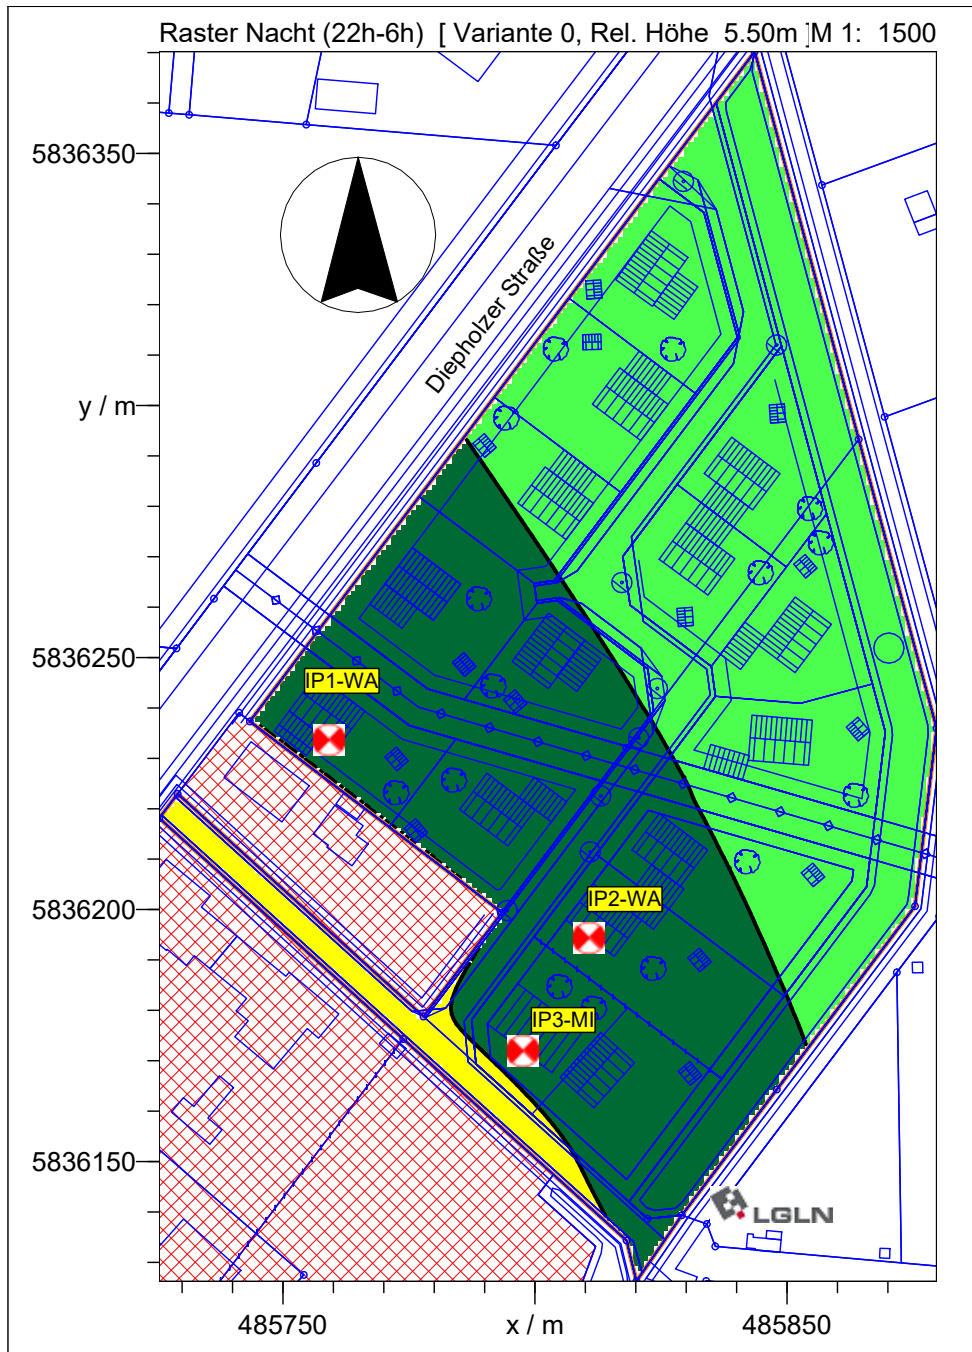 Raster Nacht (22h-6h) [ Variante 0, Rel. Höhe 5.50m ]M 1: 1500
5836350
Diepholzer Straße
y / m
5836250
IP1-WA
5836200
IP2-WA
IP3-MI
5836150
LGLN
485750
x / m
485850